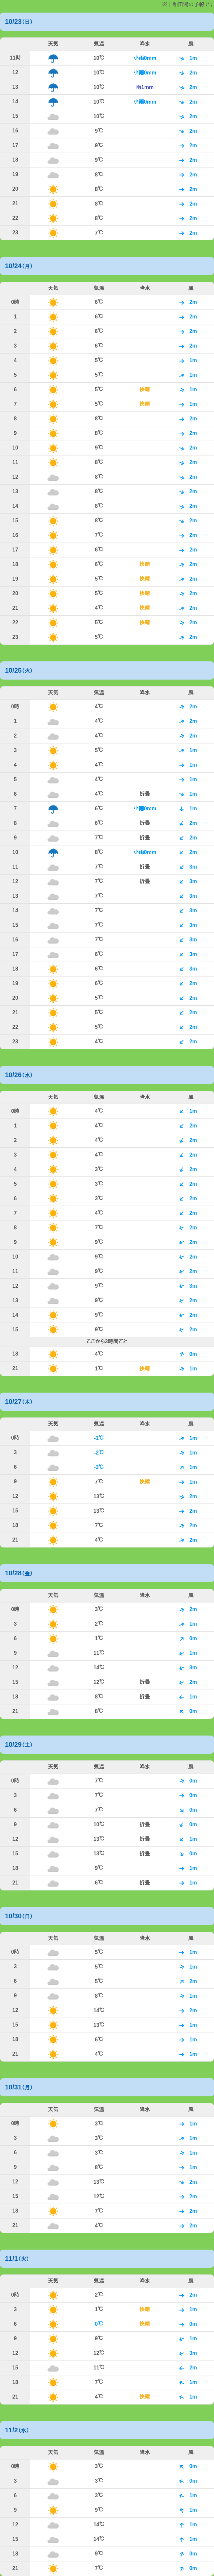 10/23(日)
天気 気温 降水 風
11時 10℃ 小雨0mm 1m
12 10℃ 小雨0mm 2m
13 10℃ 雨1mm 2m
14 10℃ 小雨0mm 2m
15 10℃ 2m
16 9℃ 2m
17 9℃ 2m
18 9℃ 2m
19 8℃ 2m
20 8℃ 2m
21 8℃ 2m
22 8℃ 2m
23 7℃ 2m
10/24(月)
天気 気温 降水 風
0時 6℃ 2m
1 6℃ 2m
2 6℃ 2m
3 6℃ 2m
4 5℃ 1m
5 5℃ 1m
6 5℃ 快晴 1m
7 5℃ 快晴 1m
8 8℃ 2m
9 8℃ 2m
10 9℃ 2m
11 8℃ 2m
12 8℃ 2m
13 8℃ 2m
14 8℃ 2m
15 8℃ 2m
16 7℃ 2m
17 6℃ 2m
18 6℃ 快晴 2m
19 5℃ 快晴 2m
20 5℃ 快晴 2m
21 4℃ 快晴 2m
22 5℃ 快晴 2m
23 5℃ 2m
10/25(火)
天気 気温 降水 風
0時 4℃ 2m
1 4℃ 2m
2 4℃ 2m
3 5℃ 1m
4 4℃ 1m
5 4℃ 1m
6 4℃ 折畳 1m
7 6℃ 小雨0mm 1m
8 6℃ 折畳 2m
9 7℃ 折畳 2m
10 8℃ 小雨0mm 2m
11 7℃ 折畳 3m
12 7℃ 折畳 3m
13 7℃ 3m
14 7℃ 3m
15 7℃ 3m
16 7℃ 3m
17 6℃ 3m
18 6℃ 3m
19 6℃ 2m
20 5℃ 2m
21 5℃ 2m
22 5℃ 2m
23 4℃ 2m
10/26(水)
天気 気温 降水 風
0時 4℃ 1m
1 4℃ 2m
2 4℃ 2m
3 4℃ 2m
4 3℃ 2m
5 3℃ 2m
6 3℃ 2m
7 4℃ 2m
8 7℃ 2m
9 9℃ 2m
10 9℃ 2m
11 9℃ 2m
12 9℃ 3m
13 9℃ 2m
14 9℃ 2m
15 9℃ 2m
ここから3時間ごと
18 4℃ 0m
21 1℃ 快晴 1m
10/27(木)
天気 気温 降水 風
0時 -1℃ 1m
3 -2℃ 1m
6 -3℃ 1m
9 7℃ 快晴 1m
12 13℃ 2m
15 13℃ 2m
18 7℃ 2m
21 4℃ 2m
10/28(金)
天気 気温 降水 風
0時 3℃ 2m
3 2℃ 1m
6 1℃ 0m
9 11℃ 1m
12 14℃ 3m
15 12℃ 折畳 2m
18 8℃ 折畳 1m
21 8℃ 0m
10/29(土)
天気 気温 降水 風
0時 7℃ 0m
3 7℃ 0m
6 7℃ 0m
9 10℃ 折畳 0m
12 13℃ 折畳 1m
15 13℃ 折畳 0m
18 9℃ 1m
21 6℃ 折畳 1m
10/30(日)
天気 気温 降水 風
0時 5℃ 1m
3 5℃ 1m
6 5℃ 2m
9 8℃ 1m
12 14℃ 2m
15 13℃ 1m
18 6℃ 1m
21 4℃ 1m
10/31(月)
天気 気温 降水 風
0時 3℃ 1m
3 3℃ 1m
6 3℃ 1m
9 8℃ 1m
12 13℃ 2m
15 12℃ 2m
18 7℃ 2m
21 4℃ 2m
11/1(火)
天気 気温 降水 風
0時 2℃ 2m
3 1℃ 快晴 1m
6 0℃ 快晴 0m
9 9℃ 1m
12 12℃ 3m
15 11℃ 2m
18 7℃ 1m
21 4℃ 快晴 1m
11/2(水)
天気 気温 降水 風
0時 3℃ 0m
3 3℃ 0m
6 3℃ 1m
9 9℃ 1m
12 14℃ 1m
15 14℃ 1m
18 9℃ 0m
21 7℃ 0m